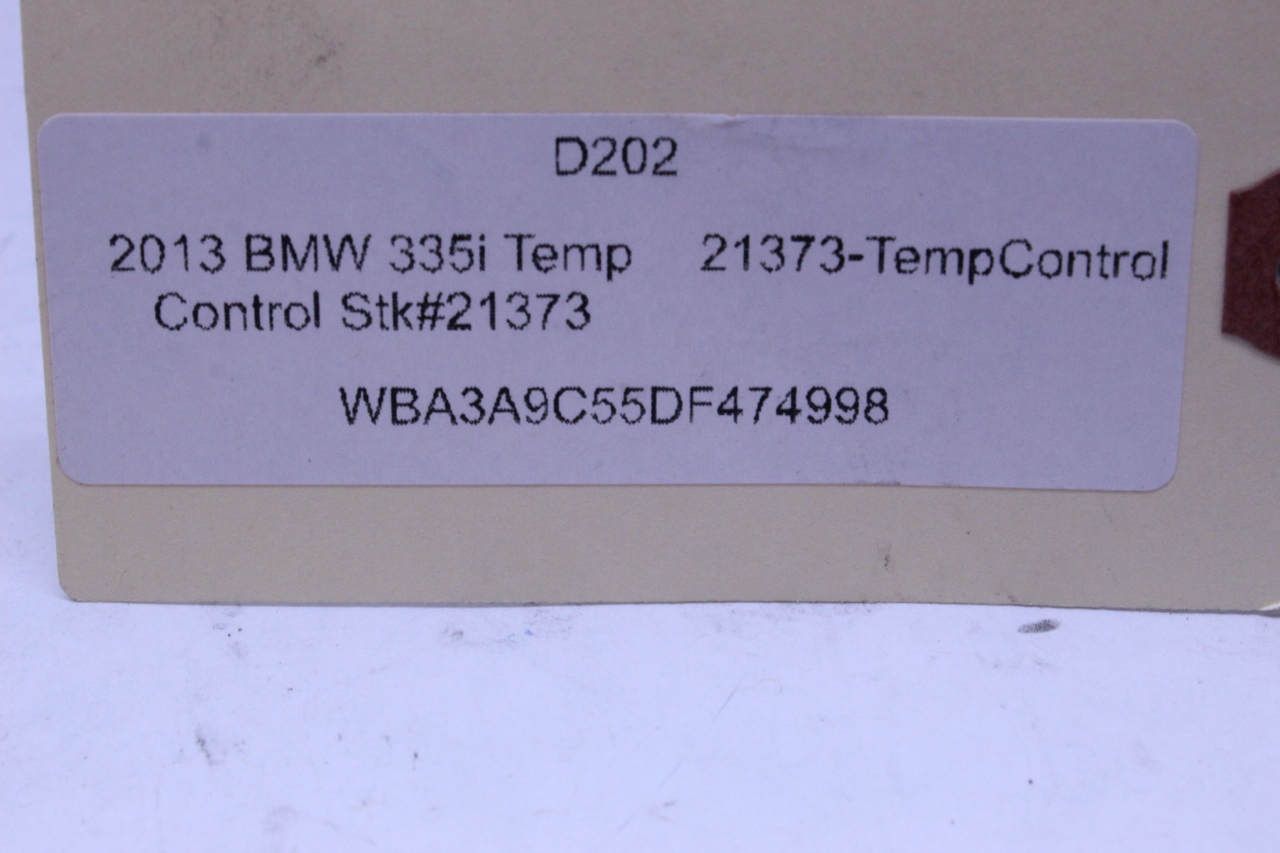 D202
2013 BMW 335i Temp 21373-TempControl
Control Stk#21373
WBA3A9C55DF474998